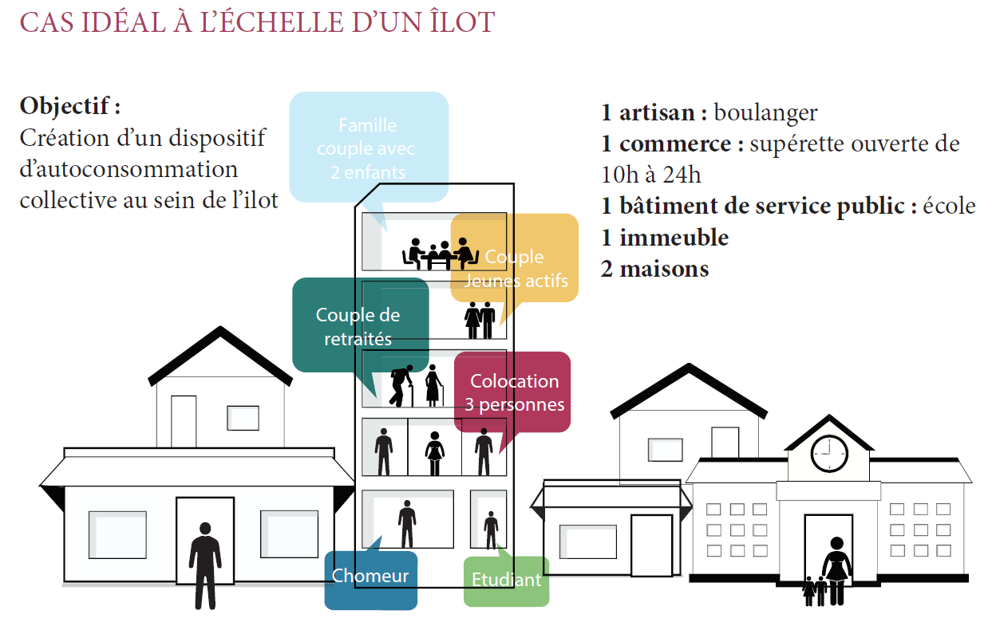 CAS IDÉAL À L'ÉCHELLE D'UN ÎLOT
Objectif :
Création d'un dispositif
d'autoconsommation
collective au sein de l'ilot
Famille
couple avec
2 enfants
Couple
Jeunes actifs
Couple de
retraités
Colocation
3 personnes
Chomeur
Etudiant
1 artisan : boulanger
1 commerce : supérette ouverte de
10h à 24h
1 bâtiment de service public : école
1 immeuble
2 maisons